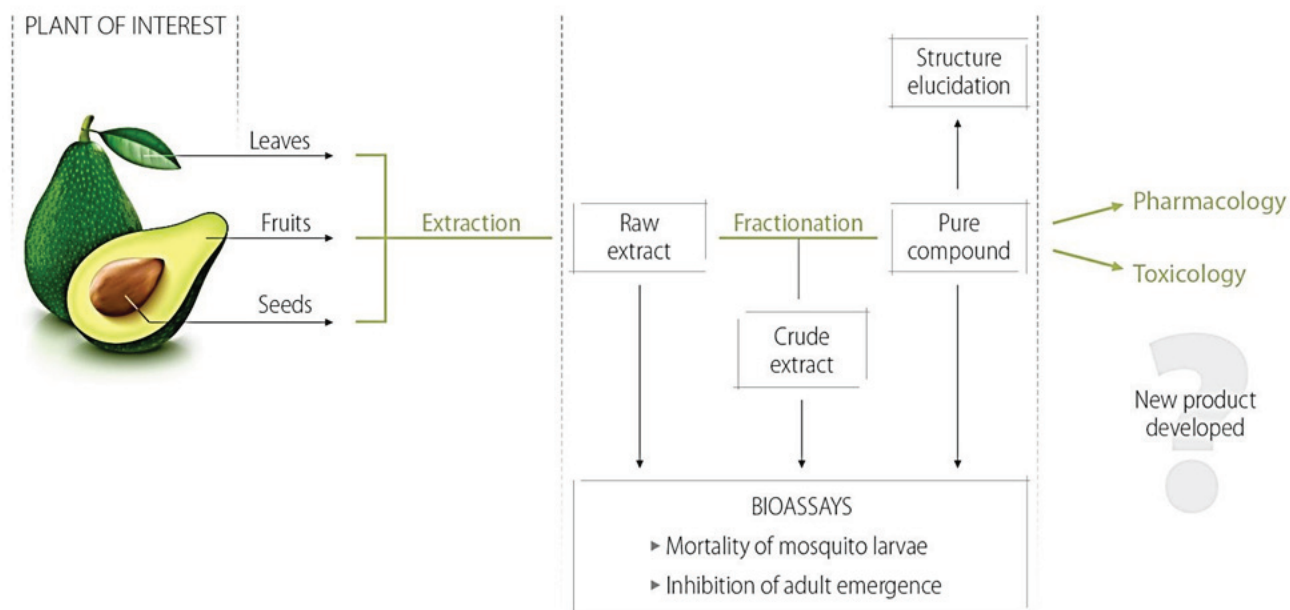 PLANT OF INTEREST
Leaves
Fruits
Seeds
Extraction
Raw
extract
Fractionation
Crude
extract
Structure
elucidation
Pure
compound
Pharmacology
Toxicology
?
New product
developed
BIOASSAYS
▸ Mortality of mosquito larvae
▸ Inhibition of adult emergence